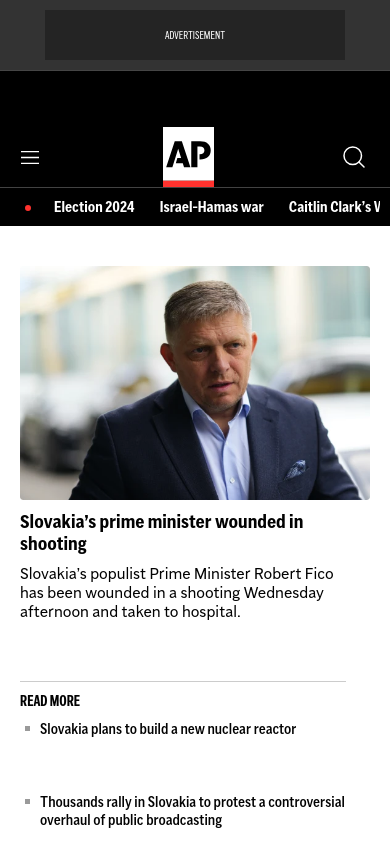 ADVERTISEMENT
AP
Election 2024 Israel-Hamas war Caitlin Clark's
Slovakia's prime minister wounded in
shooting
Slovakia's populist Prime Minister Robert Fico
has been wounded in a shooting Wednesday
afternoon and taken to hospital.
READ MORE
Slovakia plans to build a new nuclear reactor
Thousands rally in Slovakia to protest a controversial
overhaul of public broadcasting